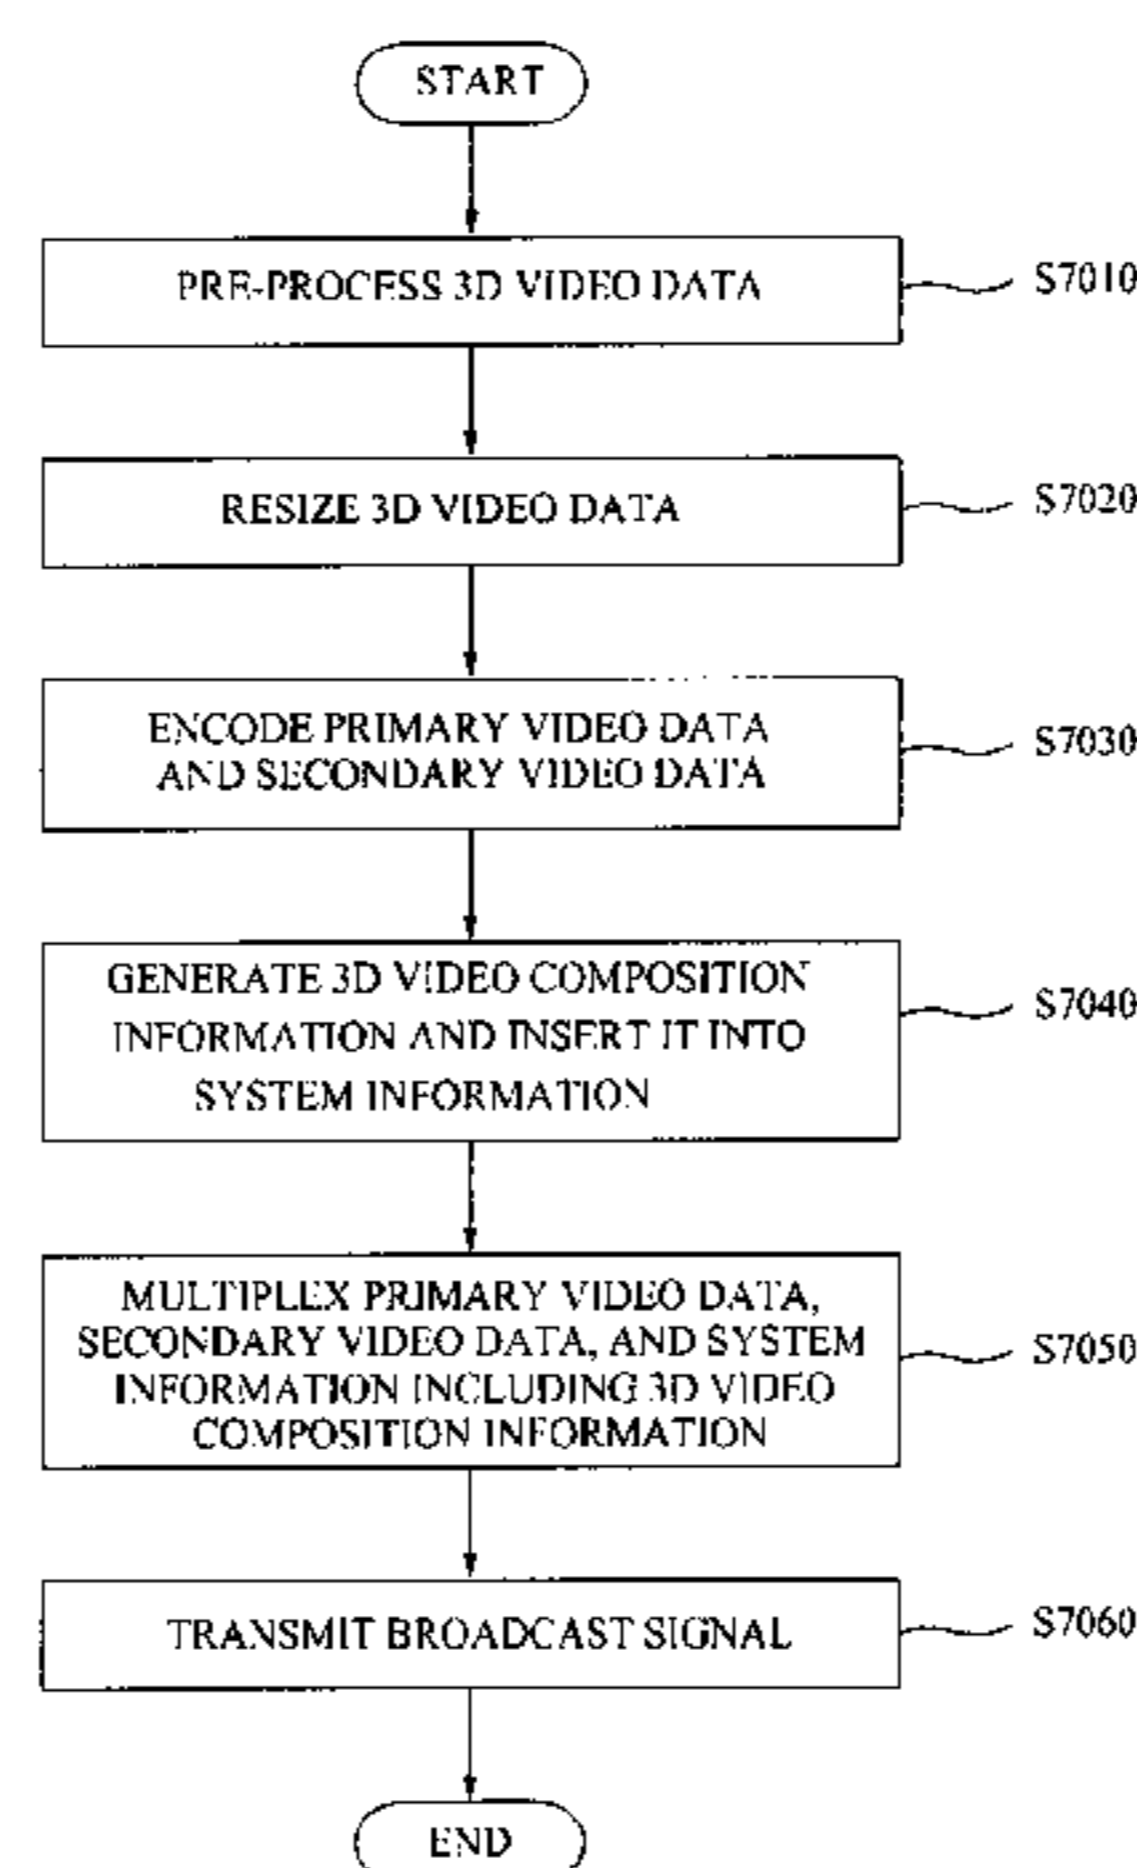 START
PRE-PROCESS 3D VIDEO DATA
S7010
RESIZE 3D VIDEO DATA
S7020
ENCODE PRIMARY VIDEO DATA
AND SECONDARY VIDEO DATA
S7030
GENERATE 3D VIDEO COMPOSITION
INFORMATION AND INSERT IT INTO
SYSTEM INFORMATION
S7040
MULTIPLEX PRIMARY VIDEO DATA,
SECONDARY VIDEO DATA, AND SYSTEM
INFORMATION INCLUDING 3D VIDEO
COMPOSITION INFORMATION
S7050
TRANSMIT BROADCAST SIGNAL
S7060
END